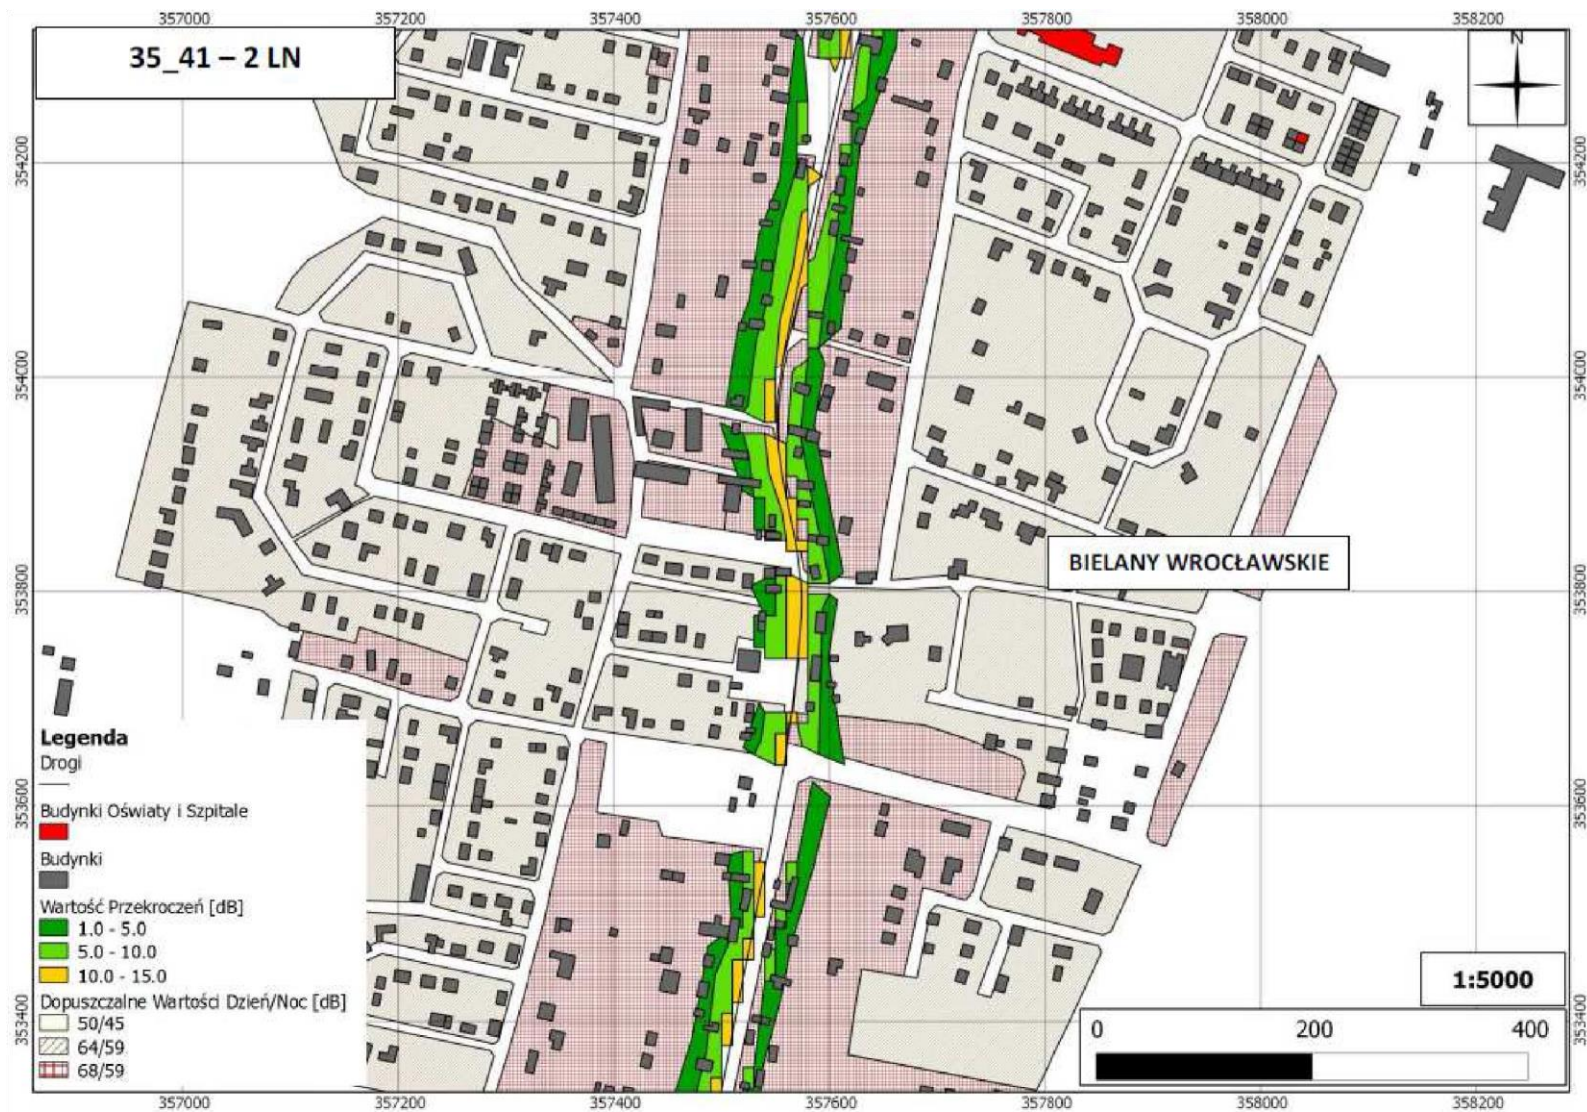 357000 357200 357400 357600 357800 358000 358200
35_41 – 2 LN
N
354200 354200
354000 354000
BIELANY WROCŁAWSKIE
353800 353800
Legenda
Drogi
Budynki Oświaty i Szpitale
Budynki
Wartość Przekroczeń [dB]
1.0 - 5.0
5.0 - 10.0
10.0 - 15.0
Dopuszczalne Wartości Dzień/Noc [dB]
50/45
64/59
68/59
353600 353600
1:5000
353400 353400
0 200 400
357000 357200 357400 357600 357800 358000 358200